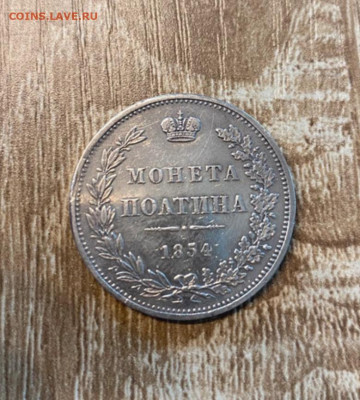 COINS.LAVE.RU
МОНЕТА
ПОЛТИНА
1854